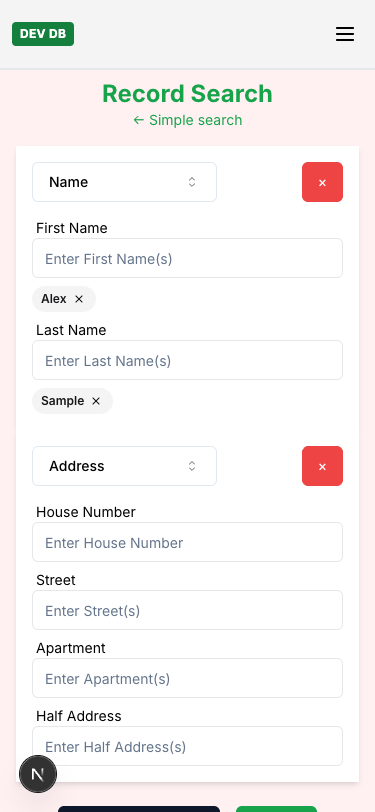 DEV DB
Record Search
← Simple search
Name
×
First Name
Enter First Name(s)
Alex ×
Last Name
Enter Last Name(s)
Sample ×
Address
×
House Number
Enter House Number
Street
Enter Street(s)
Apartment
Enter Apartment(s)
Half Address
Enter Half Address(s)
N